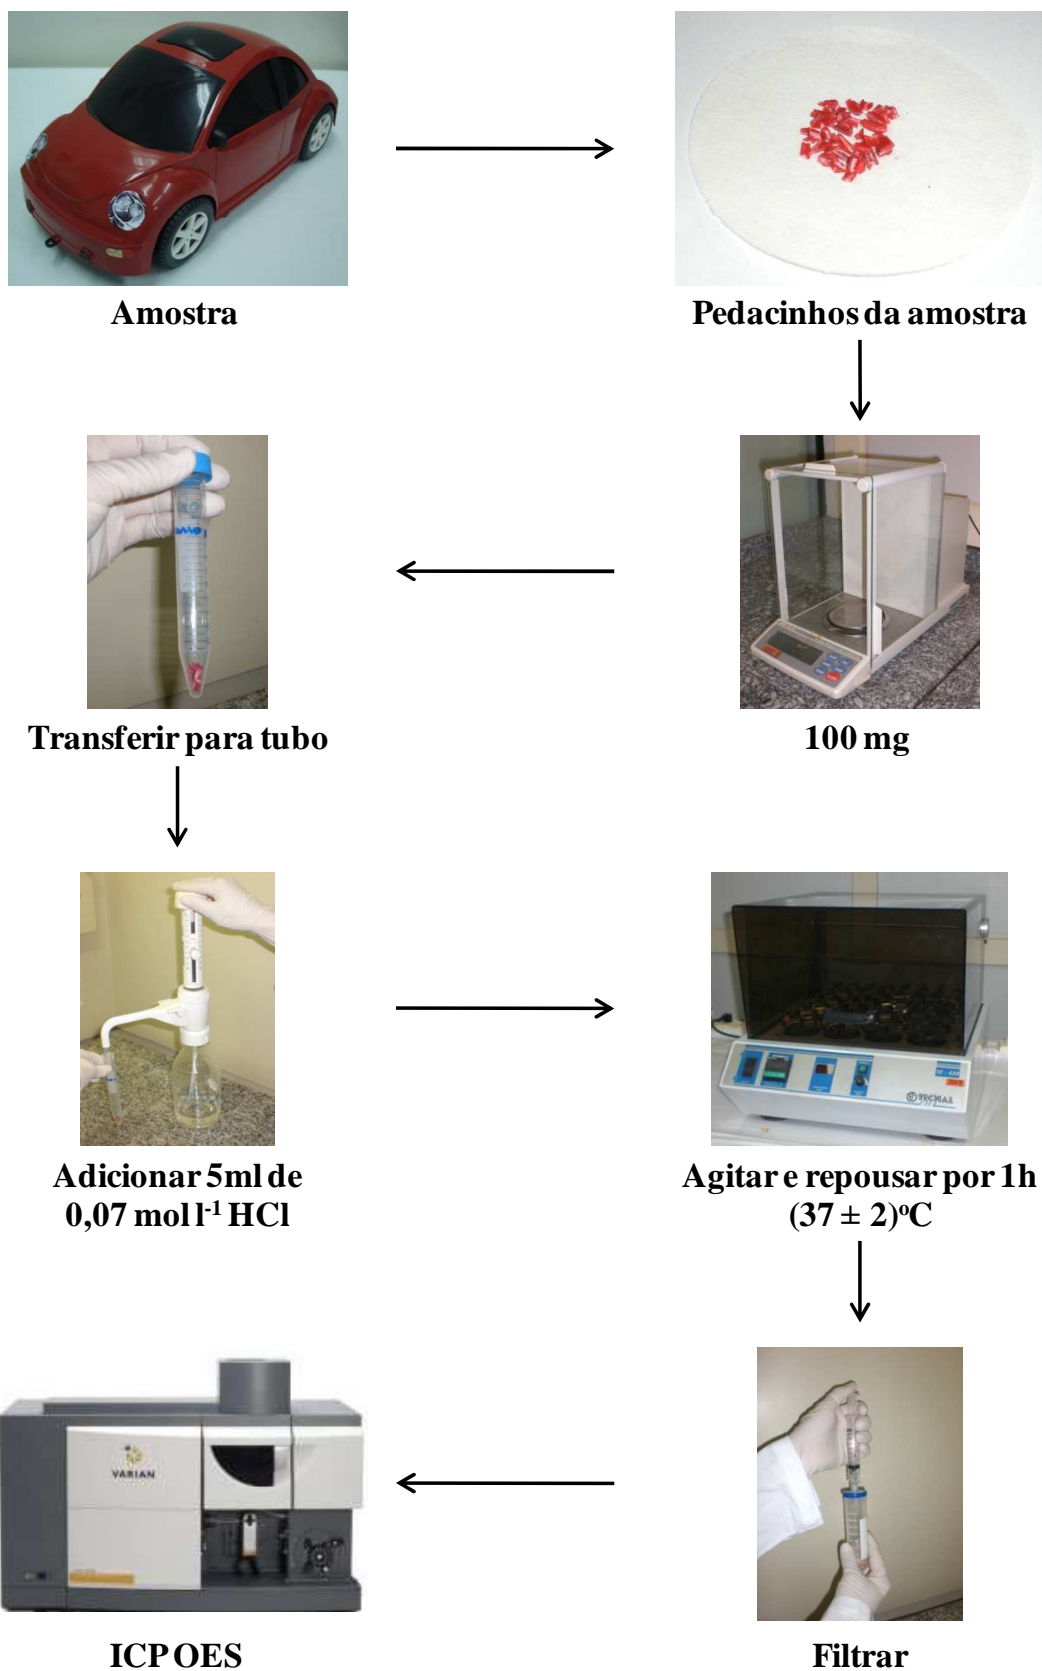 Amostra
Pedacinhos da amostra
100 mg
Transferir para tubo
Adicionar 5ml de
0,07 mol l⁻¹ HCl
TECNAL
Agitar e repousar por 1h
(37 ± 2)ºC
Filtrar
VARIAN
ICP OES